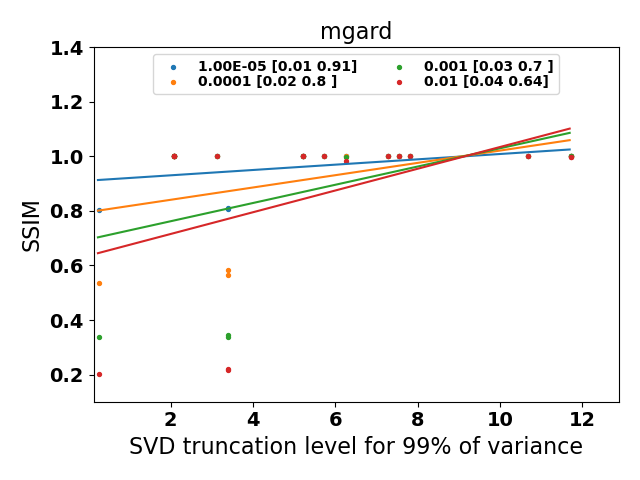 mgard
1.00E-05 [0.01 0.91]
0.0001 [0.02 0.8 ]
0.001 [0.03 0.7 ]
0.01 [0.04 0.64]
1.4
1.2
1.0
0.8
0.6
0.4
0.2
SSIM
2 4 6 8 10 12
SVD truncation level for 99% of variance